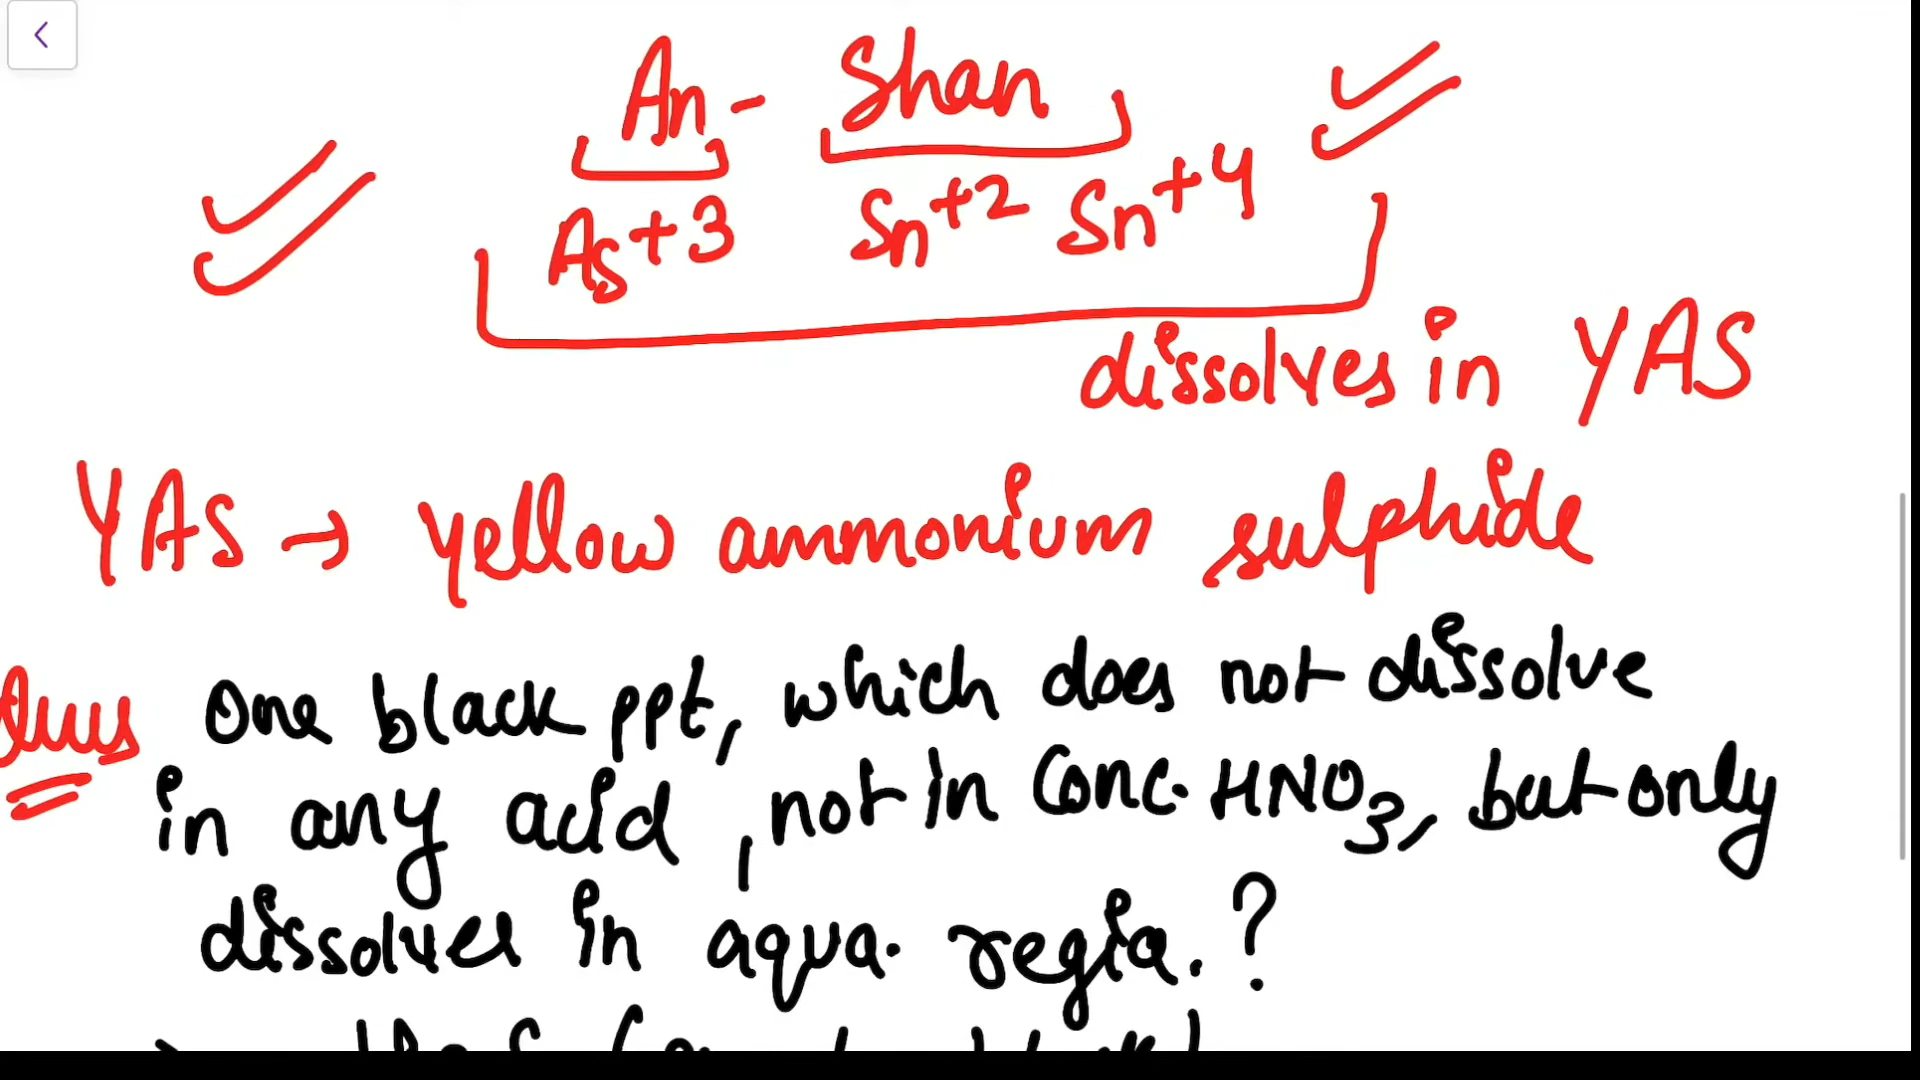 An - Shan
As+3 Sn+2 Sn+4
dissolves in YAS
YAS → yellow ammonium sulphide
Ques One black ppt, which does not dissolve
in any acid, not in Conc. HNO3, but only
dissolves in aqua. regia.?